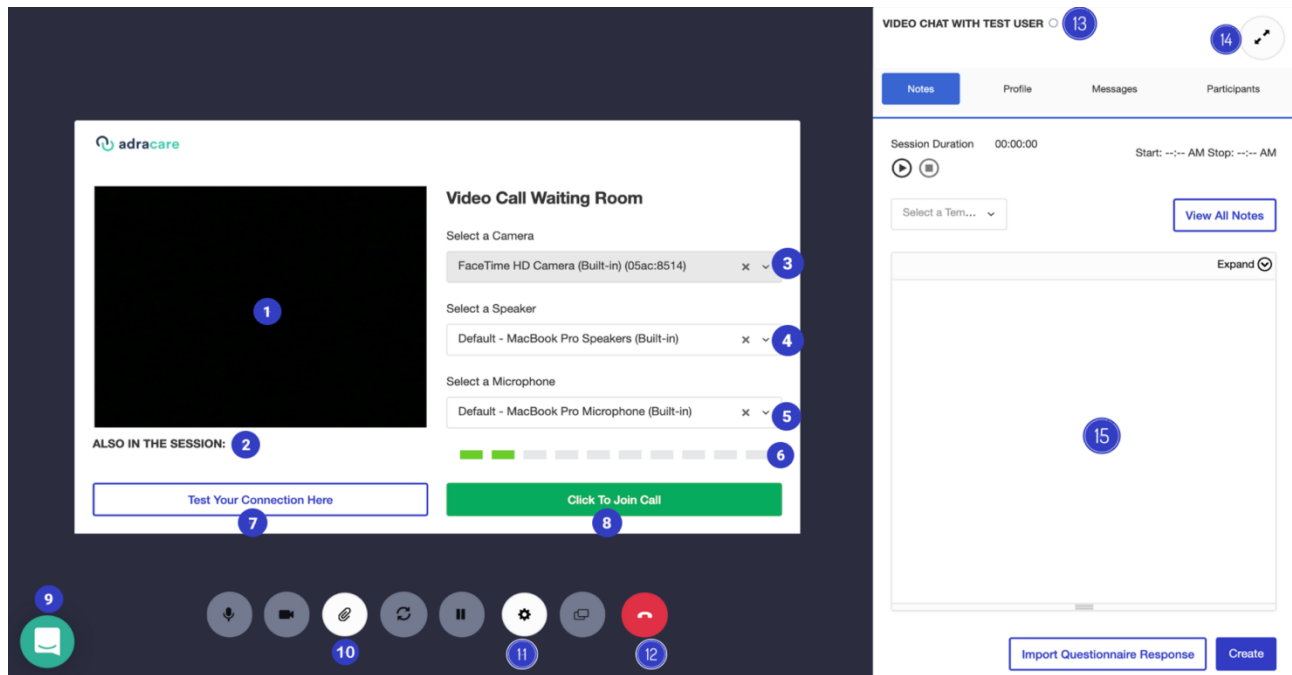 VIDEO CHAT WITH TEST USER 13
14
Notes Profile Messages Participants
adracare
Session Duration 00:00:00
Start: --:-- AM Stop: --:-- AM
Video Call Waiting Room
Select a Camera
FaceTime HD Camera (Built-in) (05ac:8514) 3
Select a Speaker
Default - MacBook Pro Speakers (Built-in) 4
Select a Microphone
Default - MacBook Pro Microphone (Built-in) 5
6
1
ALSO IN THE SESSION: 2
Test Your Connection Here
7
Click To Join Call
8
9
10
11
12
Select a Tem...
View All Notes
Expand
15
Import Questionnaire Response
Create